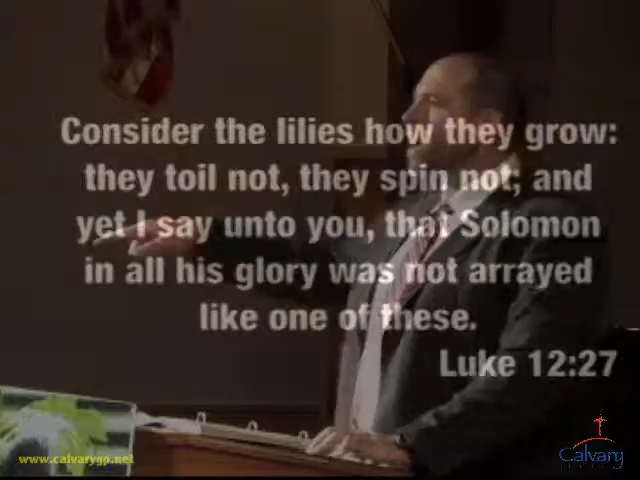 Consider the lilies how they grow:
they toil not, they spin not; and
yet I say unto you, that Solomon
in all his glory was not arrayed
like one of these.
Luke 12:27
www.calvarygp.net
Calvary